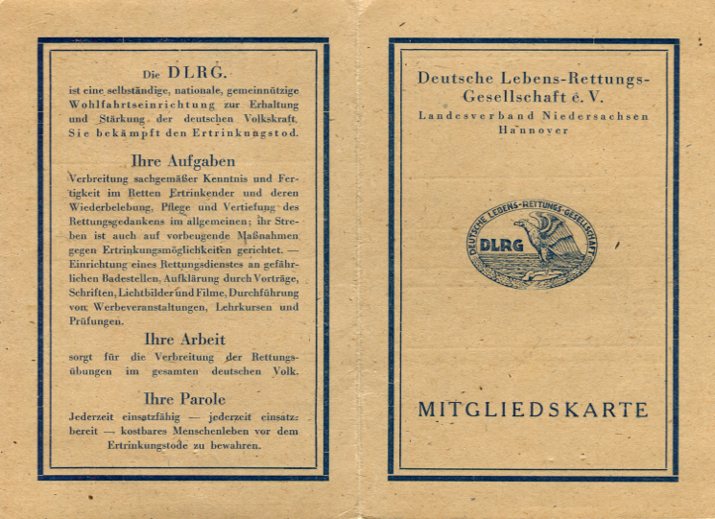 Die DLRG.
ist eine selbständige, nationale, gemeinnützige
Wohlfahrtseinrichtung zur Erhaltung
und Stärkung der deutschen Volkskraft.
Sie bekämpft den Ertrinkungstod.
Ihre Aufgaben
Verbreitung sachgemäßer Kenntnis und Fer-
tigkeit im Retten Ertrinkender und deren
Wiederbelebung, Pflege und Vertiefung des
Rettungsgedankens im allgemeinen; ihr Stre-
ben ist auch auf vorbeugende Maßnahmen
gegen Ertrinkungsmöglichkeiten gerichtet. —
Einrichtung eines Rettungsdienstes an gefähr-
lichen Badestellen, Aufklärung durch Vorträge,
Schriften, Lichtbilder und Filme, Durchführung
von Werbeveranstaltungen, Lehrkursen und
Prüfungen.
Ihre Arbeit
sorgt für die Verbreitung der Rettungs-
übungen im gesamten deutschen Volk.
Ihre Parole
Jederzeit einsatzfähig — jederzeit einsatz-
bereit — kostbares Menschenleben vor dem
Ertrinkungstode zu bewahren.
Deutsche Lebens-Rettungs-
Gesellschaft e. V.
Landesverband Niedersachsen
Hannover
DEUTSCHE LEBENS-RETTUNGS-GESELLSCHAFT
DLRG
MITGLIEDSKARTE